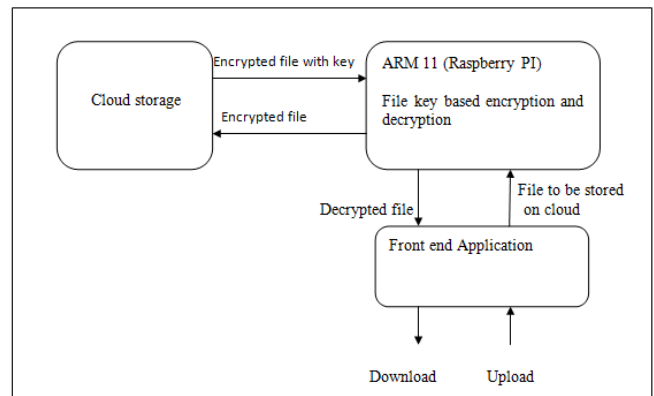 Encrypted file with key
Cloud storage
Encrypted file
ARM 11 (Raspberry PI)
File key based encryption and
decryption
Decrypted file
File to be stored
on cloud
Front end Application
Download
Upload